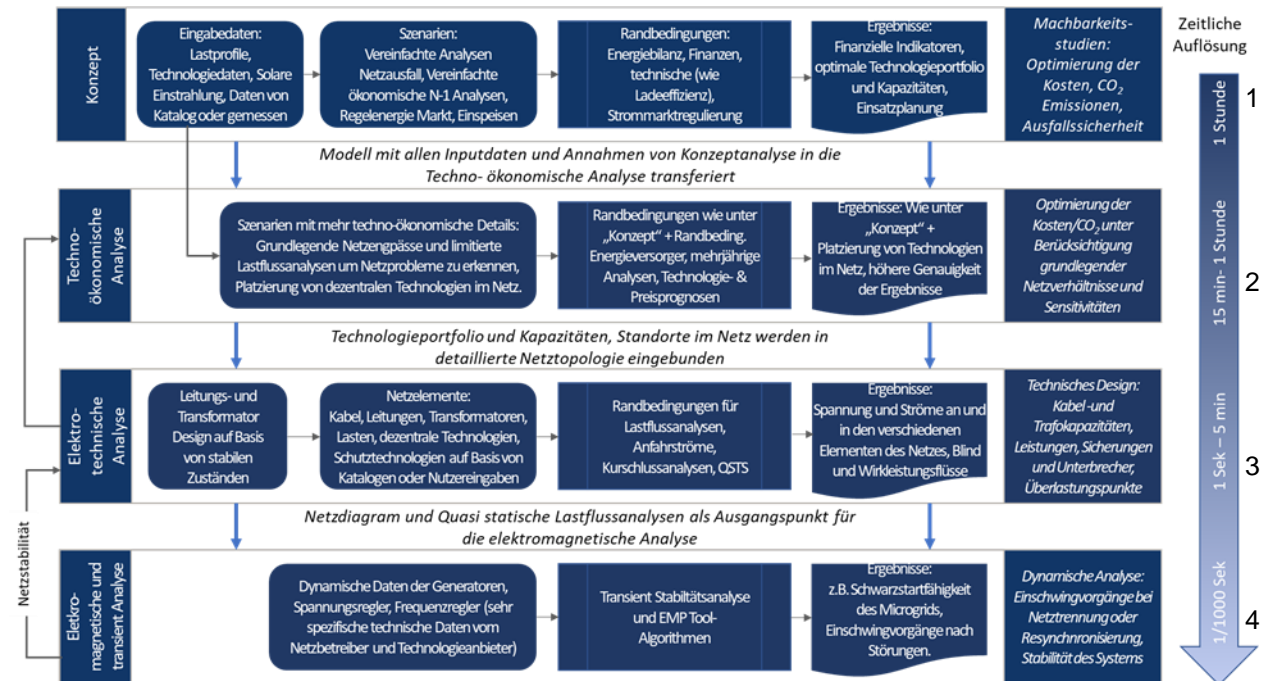 Konzept
Eingabedaten:
Lastprofile,
Technologiedaten, Solare
Einstrahlung, Daten von
Katalog oder gemessen
Szenarien:
Vereinfachte Analysen
Netzausfall, Vereinfachte
ökonomische N-1 Analysen,
Regelenergie Markt, Einspeisen
Randbedingungen:
Energiebilanz, Finanzen,
technische (wie
Ladeeffizienz),
Strommarktregulierung
Ergebnisse:
Finanzielle Indikatoren,
optimale Technologieportfolio
und Kapazitäten,
Einsatzplanung
Machbarkeits-
studien:
Optimierung der
Kosten, CO2
Emissionen,
Ausfallssicherheit
Zeitliche
Auflösung
1 Stunde
1
Modell mit allen Inputdaten und Annahmen von Konzeptanalyse in die
Techno- ökonomische Analyse transferiert
Techno-
ökonomische
Analyse
Szenarien mit mehr techno-ökonomische Details:
Grundlegende Netzengpässe und limitierte
Lastflussanalysen um Netzprobleme zu erkennen,
Platzierung von dezentralen Technologien im Netz.
Randbedingungen wie unter
„Konzept" + Randbeding.
Energieversorger, mehrjährige
Analysen, Technologie- &
Preisprognosen
Ergebnisse: Wie unter
„Konzept" +
Platzierung von Technologien
im Netz, höhere Genauigkeit
der Ergebnisse
Optimierung der
Kosten/CO2 unter
Berücksichtigung
grundlegender
Netzverhältnisse und
Sensitivitäten
15 min- 1 Stunde
2
Technologieportfolio und Kapazitäten, Standorte im Netz werden in
detaillierte Netztopologie eingebunden
Elektro-
technische
Analyse
Leitungs- und
Transformator
Design auf Basis
von stabilen
Zuständen
Netzelemente:
Kabel, Leitungen, Transformatoren,
Lasten, dezentrale Technologien,
Schutztechnologien auf Basis von
Katalogen oder Nutzereingaben
Randbedingungen für
Lastflussanalysen,
Anfahrströme,
Kurschlussanalysen, QSTS
Ergebnisse:
Spannung und Ströme an und
in den verschiedenen
Elementen des Netzes, Blind
und Wirkleistungsflüsse
Technisches Design:
Kabel -und
Trafokapazitäten,
Leistungen, Sicherungen
und Unterbrecher,
Überlastungspunkte
1 Sek – 5 min
3
Netzdiagram und Quasi statische Lastflussanalysen als Ausgangspunkt für
die elektromagnetische Analyse
Netzstabilität
Eletkro-
magnetische und
transient Analyse
Dynamische Daten der Generatoren,
Spannungsregler, Frequenzregler (sehr
spezifische technische Daten vom
Netzbetreiber und Technologieanbieter)
Transient Stabiltätsanalyse
und EMP Tool-
Algorithmen
Ergebnisse:
z.B. Schwarzstartfähigkeit
des Microgrids,
Einschwingvorgänge nach
Störungen.
Dynamische Analyse:
Einschwingvorgänge bei
Netztrennung oder
Resynchnronisierung,
Stabilität des Systems
1/1000 Sek
4